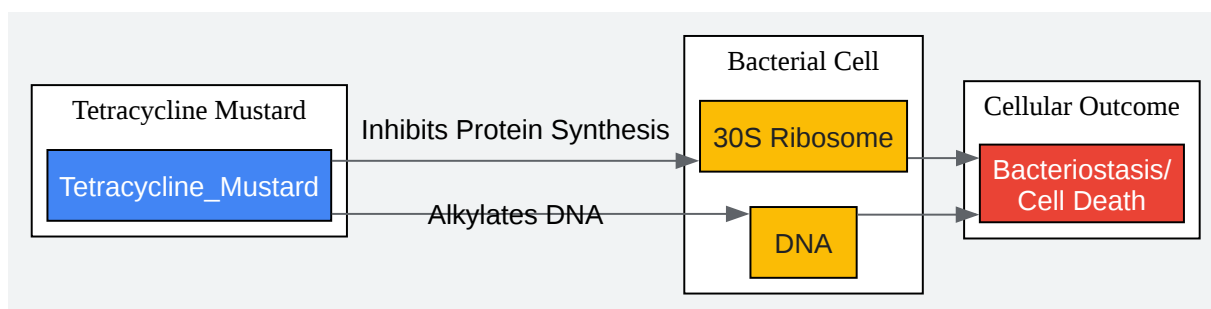 Tetracycline Mustard
Tetracycline_Mustard
Inhibits Protein Synthesis
Alkylates DNA
Bacterial Cell
30S Ribosome
DNA
Cellular Outcome
Bacteriostasis/
Cell Death